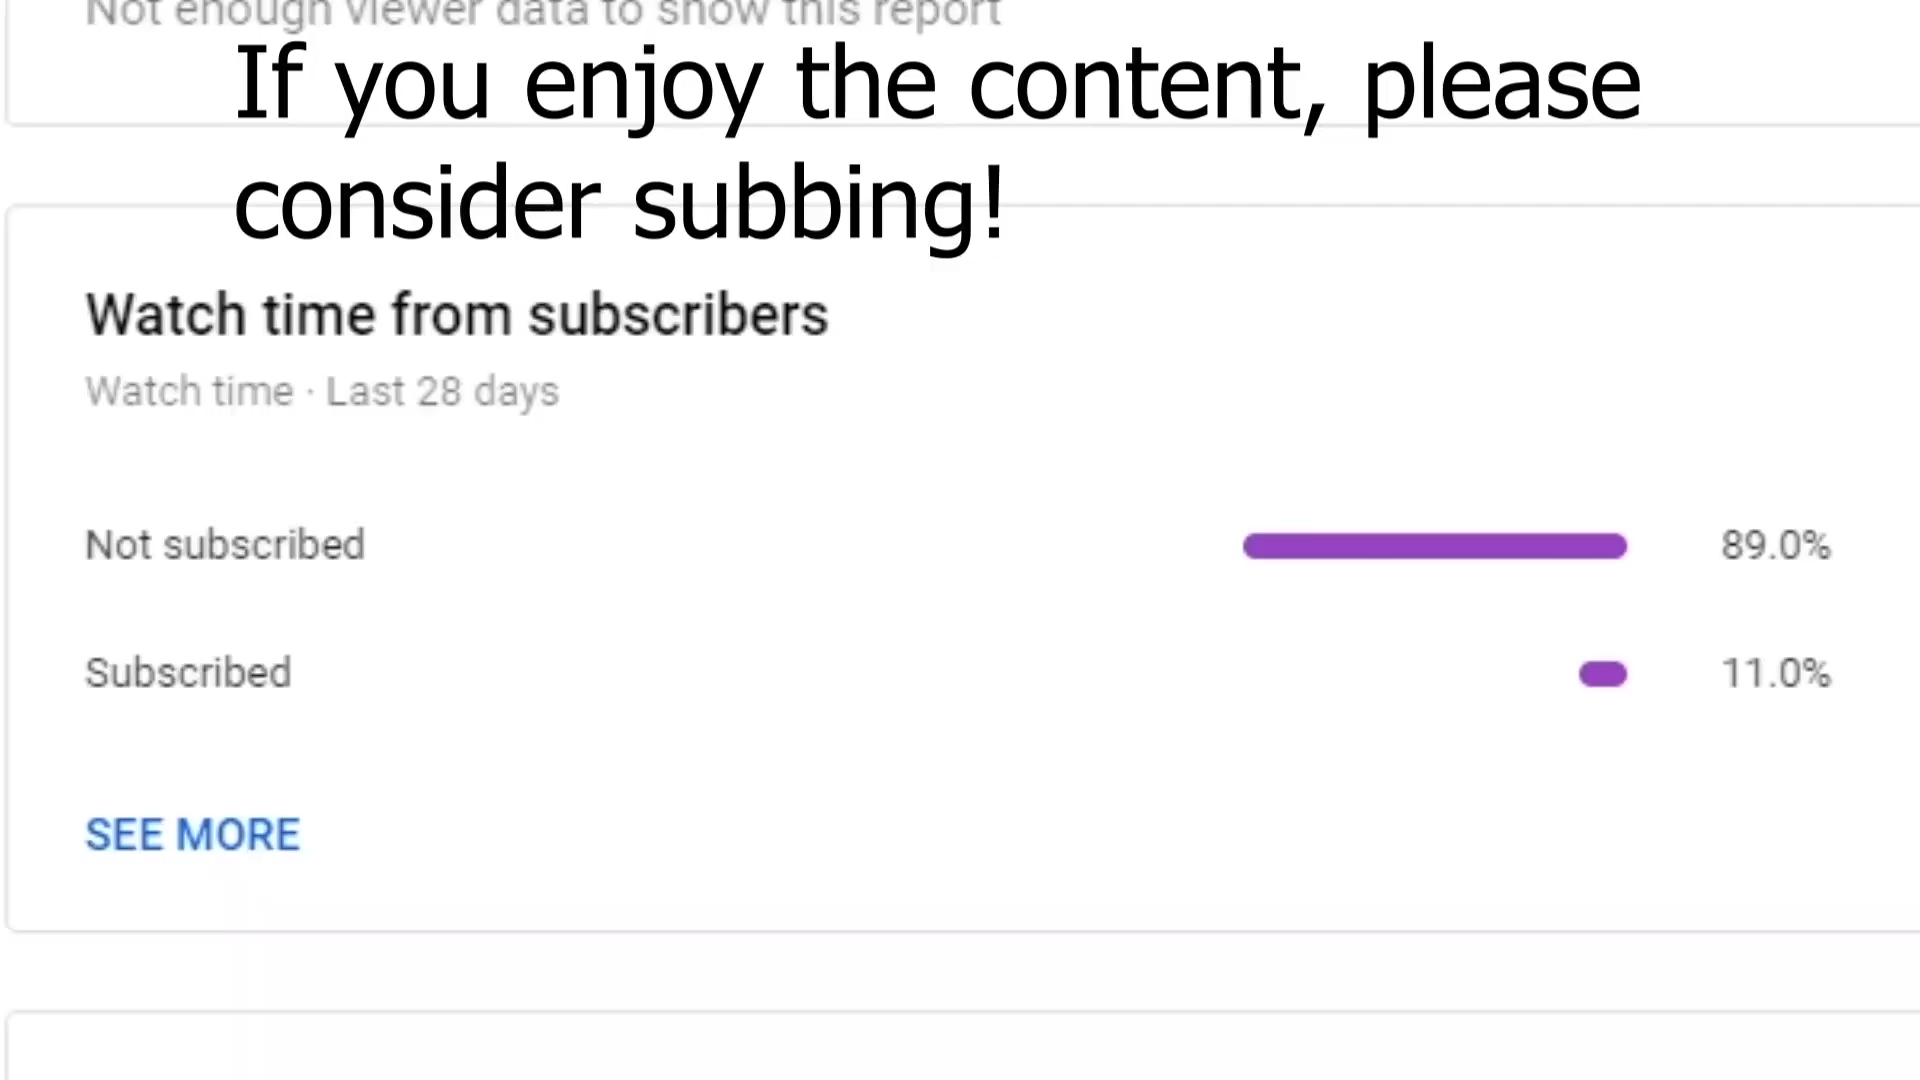 Not enough viewer data to show this report
If you enjoy the content, please
consider subbing!
Watch time from subscribers
Watch time · Last 28 days
Not subscribed 89.0%
Subscribed 11.0%
SEE MORE